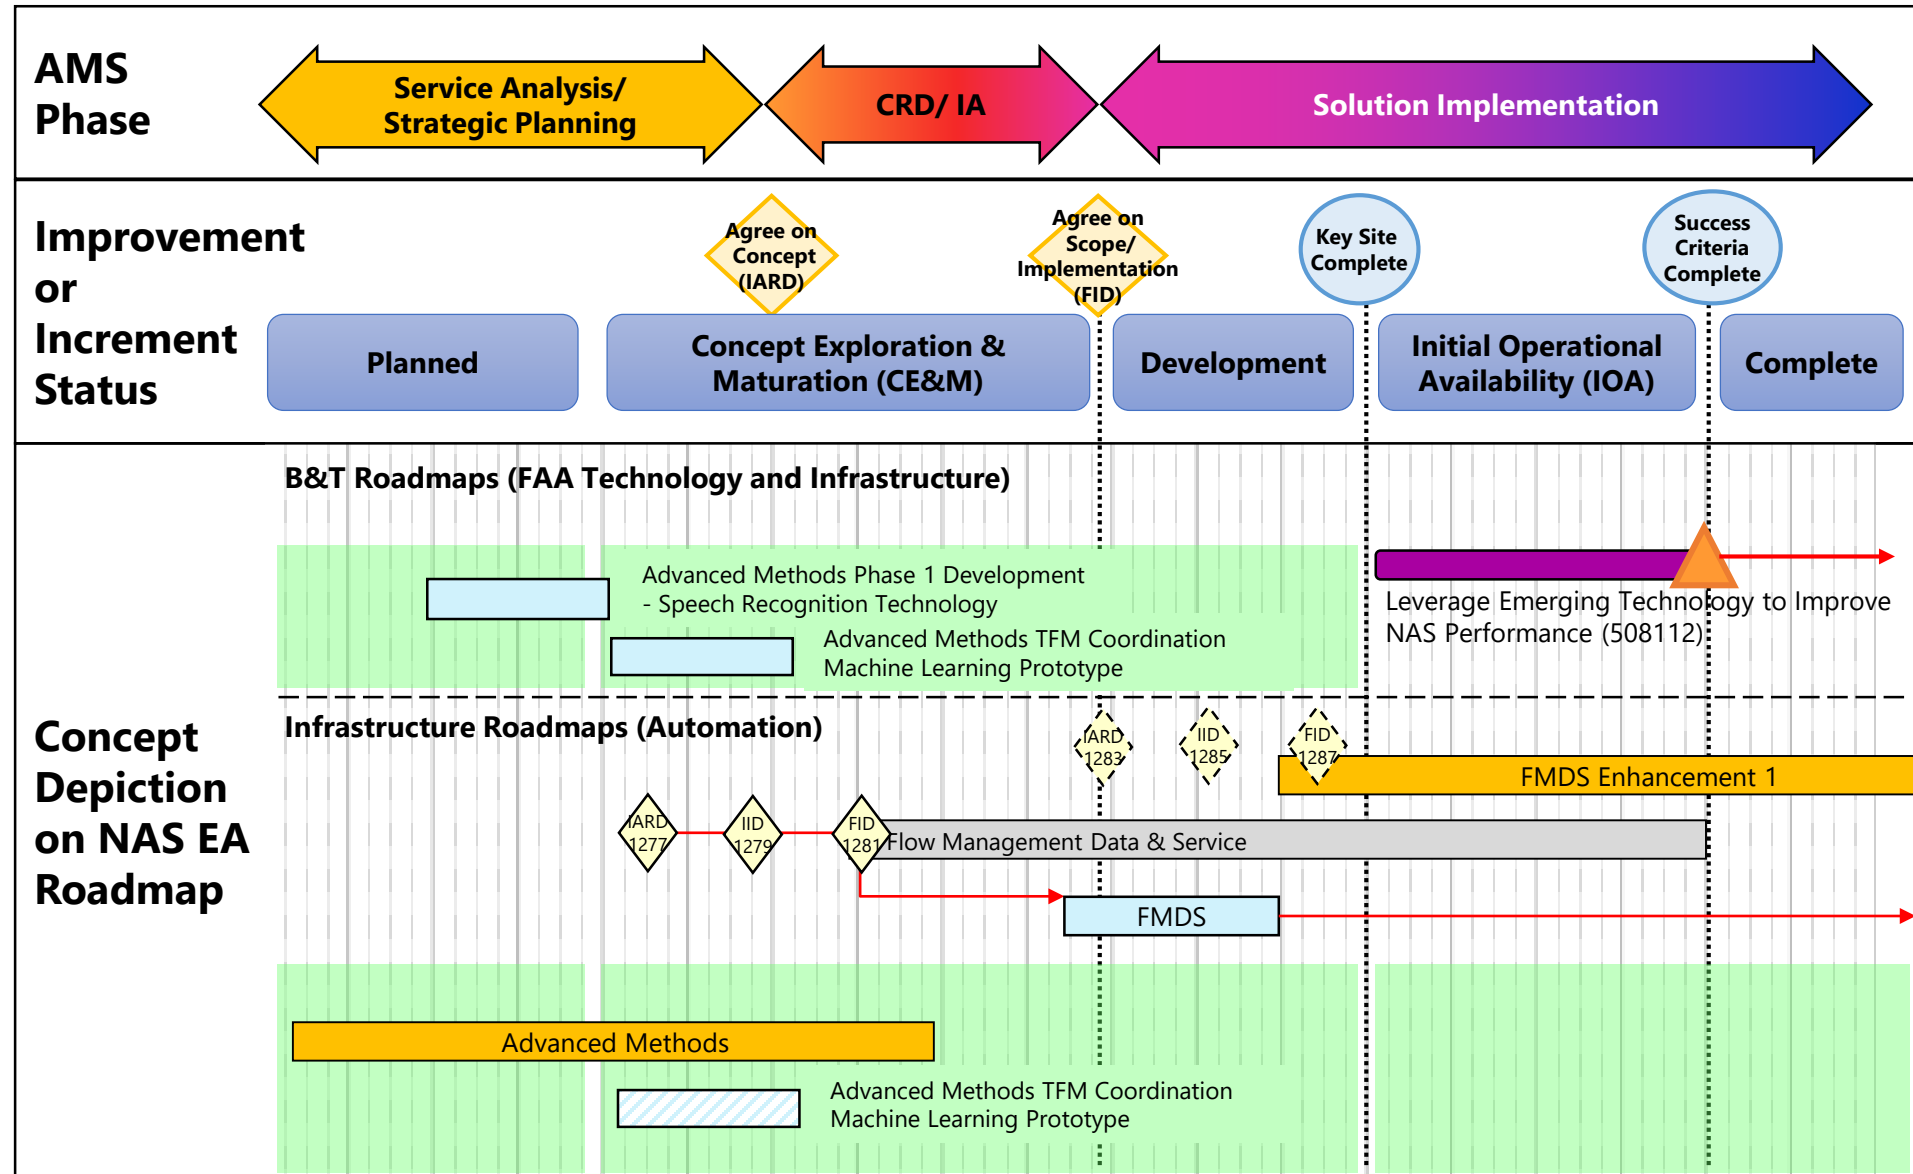 AMS
Phase
Service Analysis/
Strategic Planning
CRD/ IA
Solution Implementation
Improvement
or
Increment
Status
Agree on
Concept
(IARD)
Agree on
Scope/
Implementation
(FID)
Key Site
Complete
Success
Criteria
Complete
Planned
Concept Exploration &
Maturation (CE&M)
Development
Initial Operational
Availability (IOA)
Complete
Concept
Depiction
on NAS EA
Roadmap
B&T Roadmaps (FAA Technology and Infrastructure)
Advanced Methods Phase 1 Development
- Speech Recognition Technology
Advanced Methods TFM Coordination
Machine Learning Prototype
Leverage Emerging Technology to Improve
NAS Performance (508112)
Infrastructure Roadmaps (Automation)
IARD
1283
IID
1285
FID
1287
FMDS Enhancement 1
IARD
1277
IID
1279
FID
1281
Flow Management Data & Service
FMDS
Advanced Methods
Advanced Methods TFM Coordination
Machine Learning Prototype